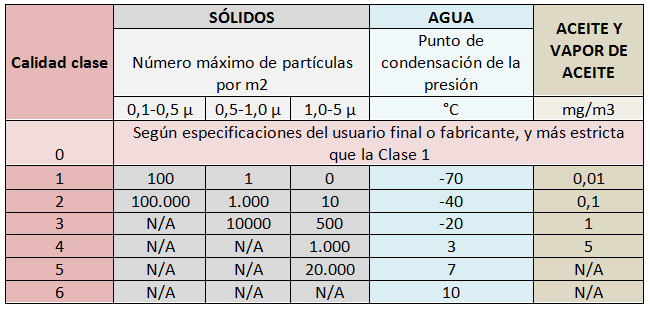 Calidad clase SÓLIDOS AGUA ACEITE Y VAPOR DE ACEITE
Número máximo de partículas por m2 Punto de condensación de la presión
0,1-0,5 µ 0,5-1,0 µ 1,0-5 µ °C mg/m3
0 Según especificaciones del usuario final o fabricante, y más estricta que la Clase 1
1 100 1 0 -70 0,01
2 100.000 1.000 10 -40 0,1
3 N/A 10000 500 -20 1
4 N/A N/A 1.000 3 5
5 N/A N/A 20.000 7 N/A
6 N/A N/A N/A 10 N/A